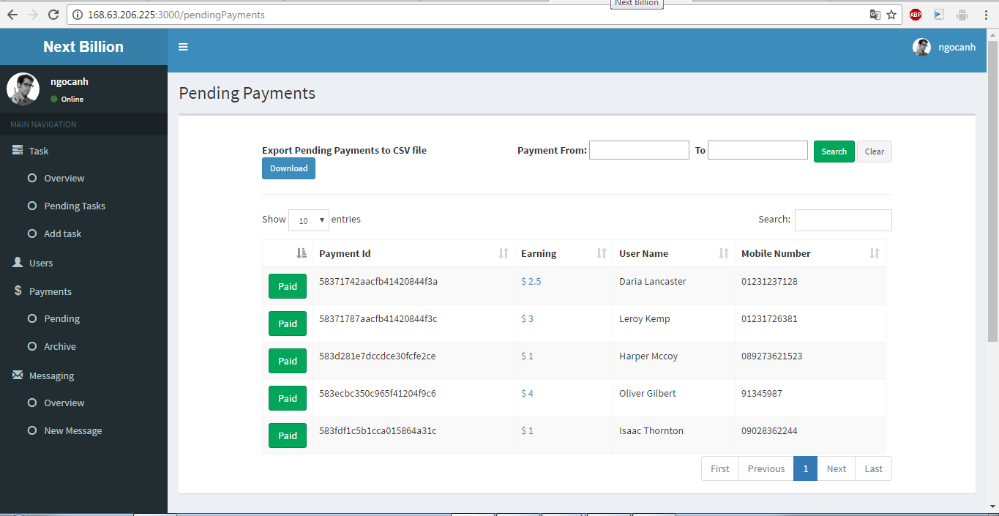 Next Billion
168.63.206.225:3000/pendingPayments
ABP
Next Billion
ngocanh
ngocanh
Online
MAIN NAVIGATION
Task
Overview
Pending Tasks
Add task
Users
$ Payments
Pending
Archive
Messaging
Overview
New Message
Pending Payments
Export Pending Payments to CSV file
Download
Payment From: To Search Clear
Show 10 entries Search:
Payment Id Earning User Name Mobile Number
Paid 58371742aacfb41420844f3a $ 2.5 Daria Lancaster 01231237128
Paid 58371787aacfb41420844f3c $ 3 Leroy Kemp 01231726381
Paid 583d281e7dccdce30fcfe2ce $ 1 Harper Mccoy 089273621523
Paid 583ecbc350c965f41204f9c6 $ 4 Oliver Gilbert 91345987
Paid 583fdf1c5b1cca015864a31c $ 1 Isaac Thornton 09028362244
First Previous 1 Next Last